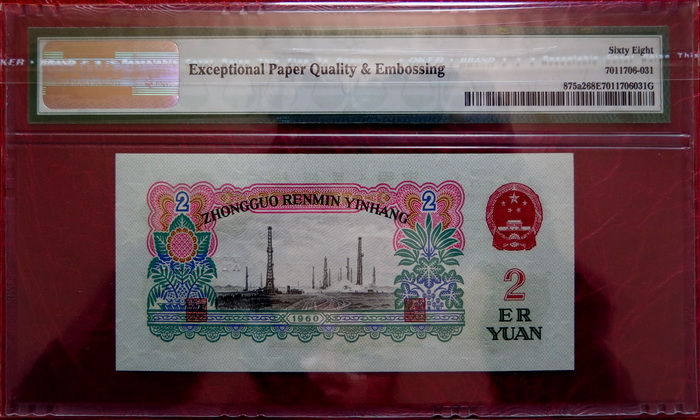 Sixty Eight
Exceptional Paper Quality & Embossing
7011706-031
875a268E7011706031G
2
2
ZHONGGUO RENMIN YINHANG
1960
2
ER
YUAN